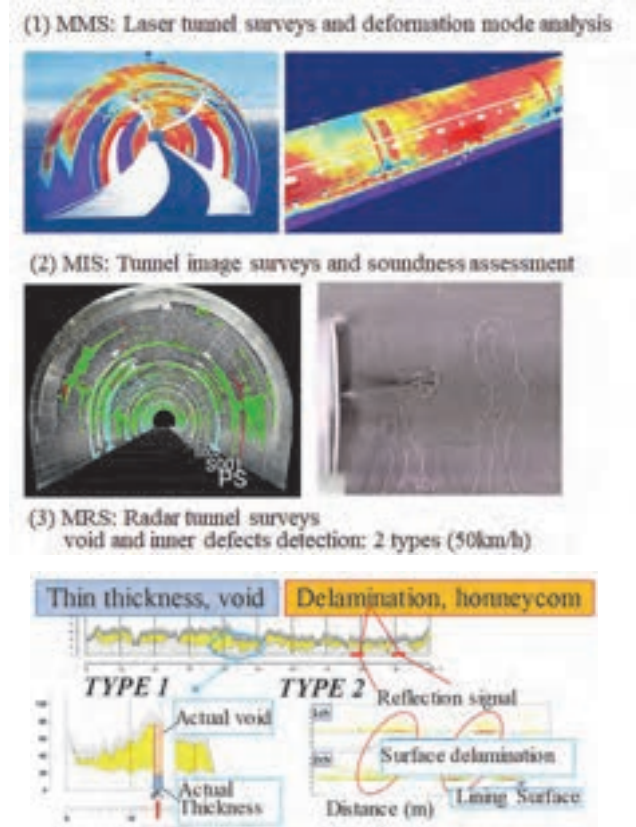 (1) MMS: Laser tunnel surveys and deformation mode analysis
(2) MIS: Tunnel image surveys and soundness assessment
S001
PS
(3) MRS: Radar tunnel surveys
void and inner defects detection: 2 types (50km/h)
Thin thickness, void
Delamination, honneycom
TYPE 1
TYPE 2
Reflection signal
Actual void
Surface delamination
Actual
Thickness
Lining Surface
Distance (m)